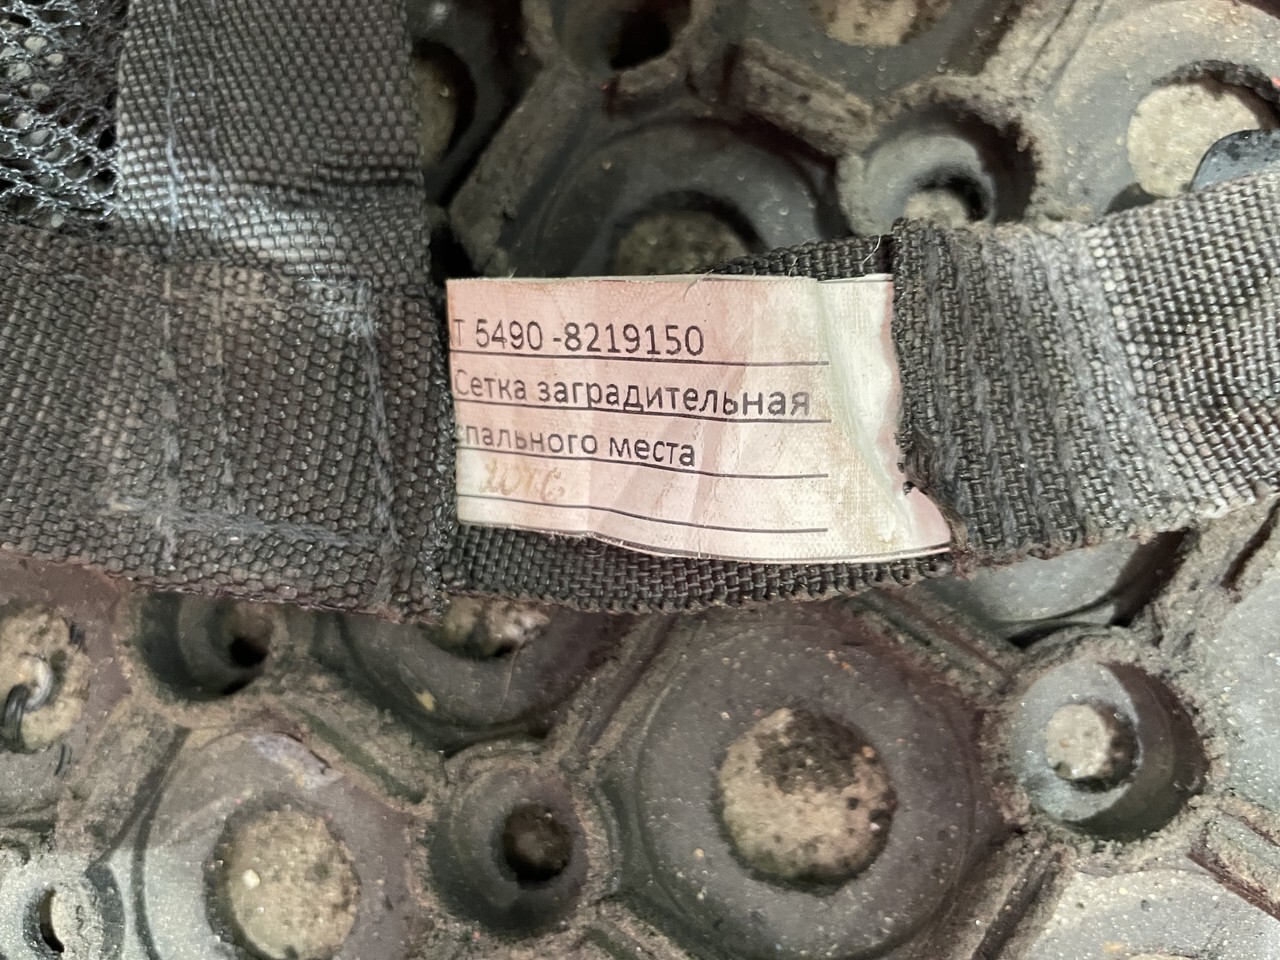 Т 5490 -8219150
Сетка заградительная
спального места